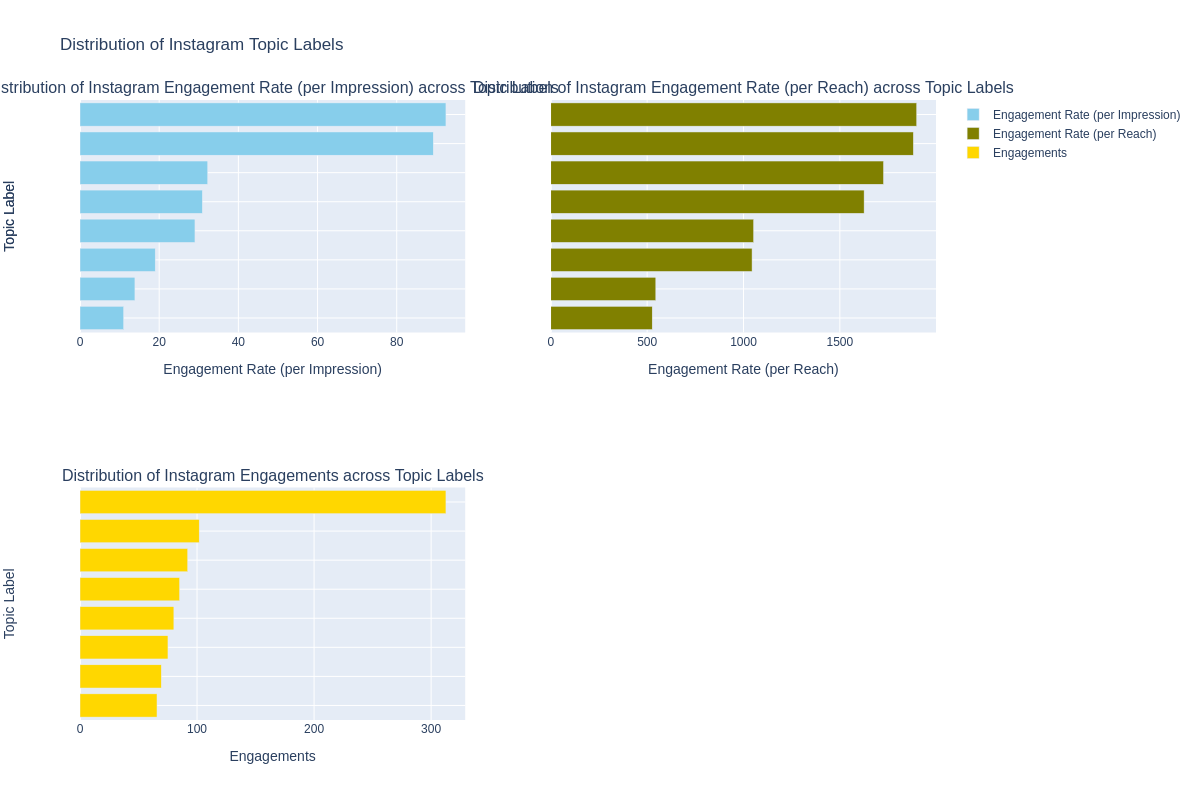 Distribution of Instagram Topic Labels
stribution of Instagram Engagement Rate (per Impression) across Topic Labels
Distribution of Instagram Engagement Rate (per Reach) across Topic Labels
Engagement Rate (per Impression)
Engagement Rate (per Reach)
Engagements
Topic Label
0 20 40 60 80
Engagement Rate (per Impression)
0 500 1000 1500
Engagement Rate (per Reach)
Distribution of Instagram Engagements across Topic Labels
Topic Label
0 100 200 300
Engagements